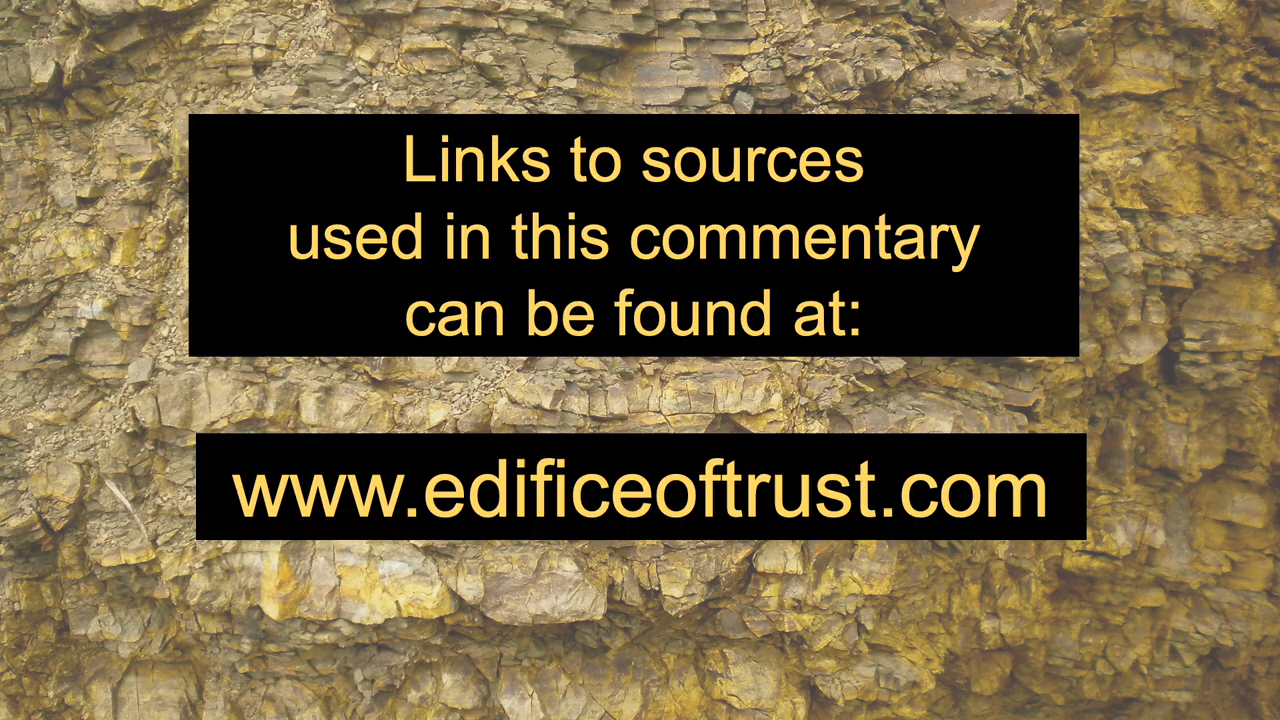 Links to sources
used in this commentary
can be found at:
www.edificeoftrust.com